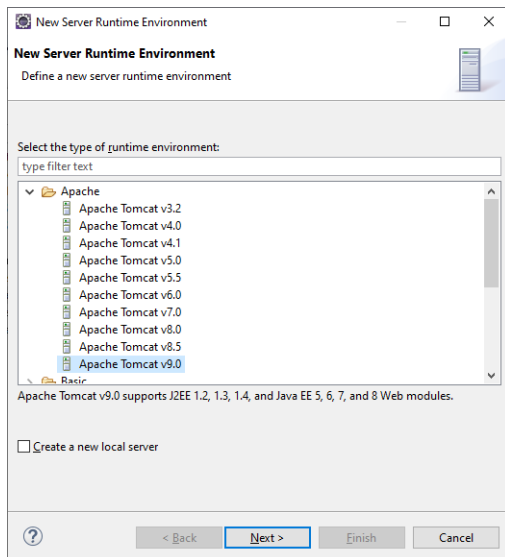 New Server Runtime Environment
New Server Runtime Environment
Define a new server runtime environment
Select the type of runtime environment:
type filter text
Apache
Apache Tomcat v3.2
Apache Tomcat v4.0
Apache Tomcat v4.1
Apache Tomcat v5.0
Apache Tomcat v5.5
Apache Tomcat v6.0
Apache Tomcat v7.0
Apache Tomcat v8.0
Apache Tomcat v8.5
Apache Tomcat v9.0
Basic
Apache Tomcat v9.0 supports J2EE 1.2, 1.3, 1.4, and Java EE 5, 6, 7, and 8 Web modules.
Create a new local server
? < Back Next > Finish Cancel